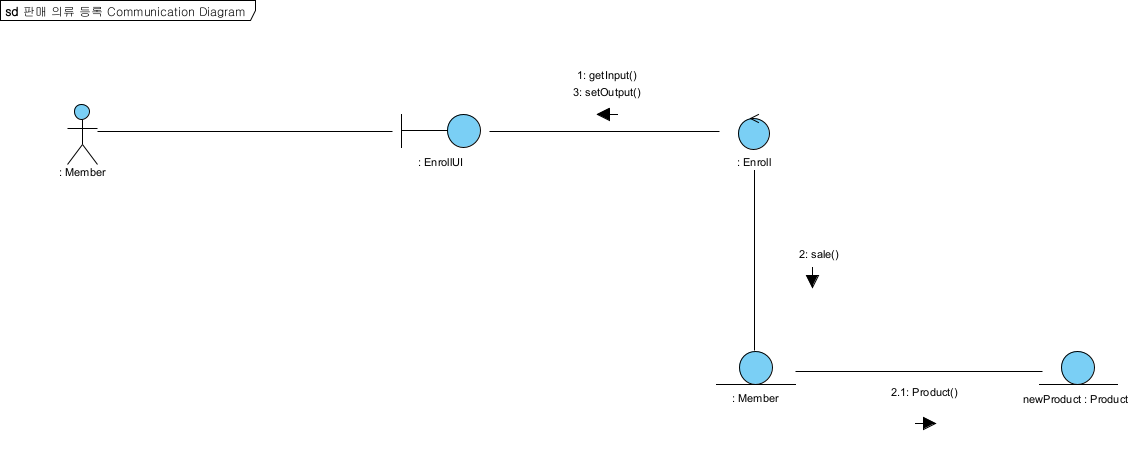 sd 판매 의류 등록 Communication Diagram
1: getInput()
3: setOutput()
: Member
: EnrollUI
: Enroll
2: sale()
: Member
2.1: Product()
newProduct : Product